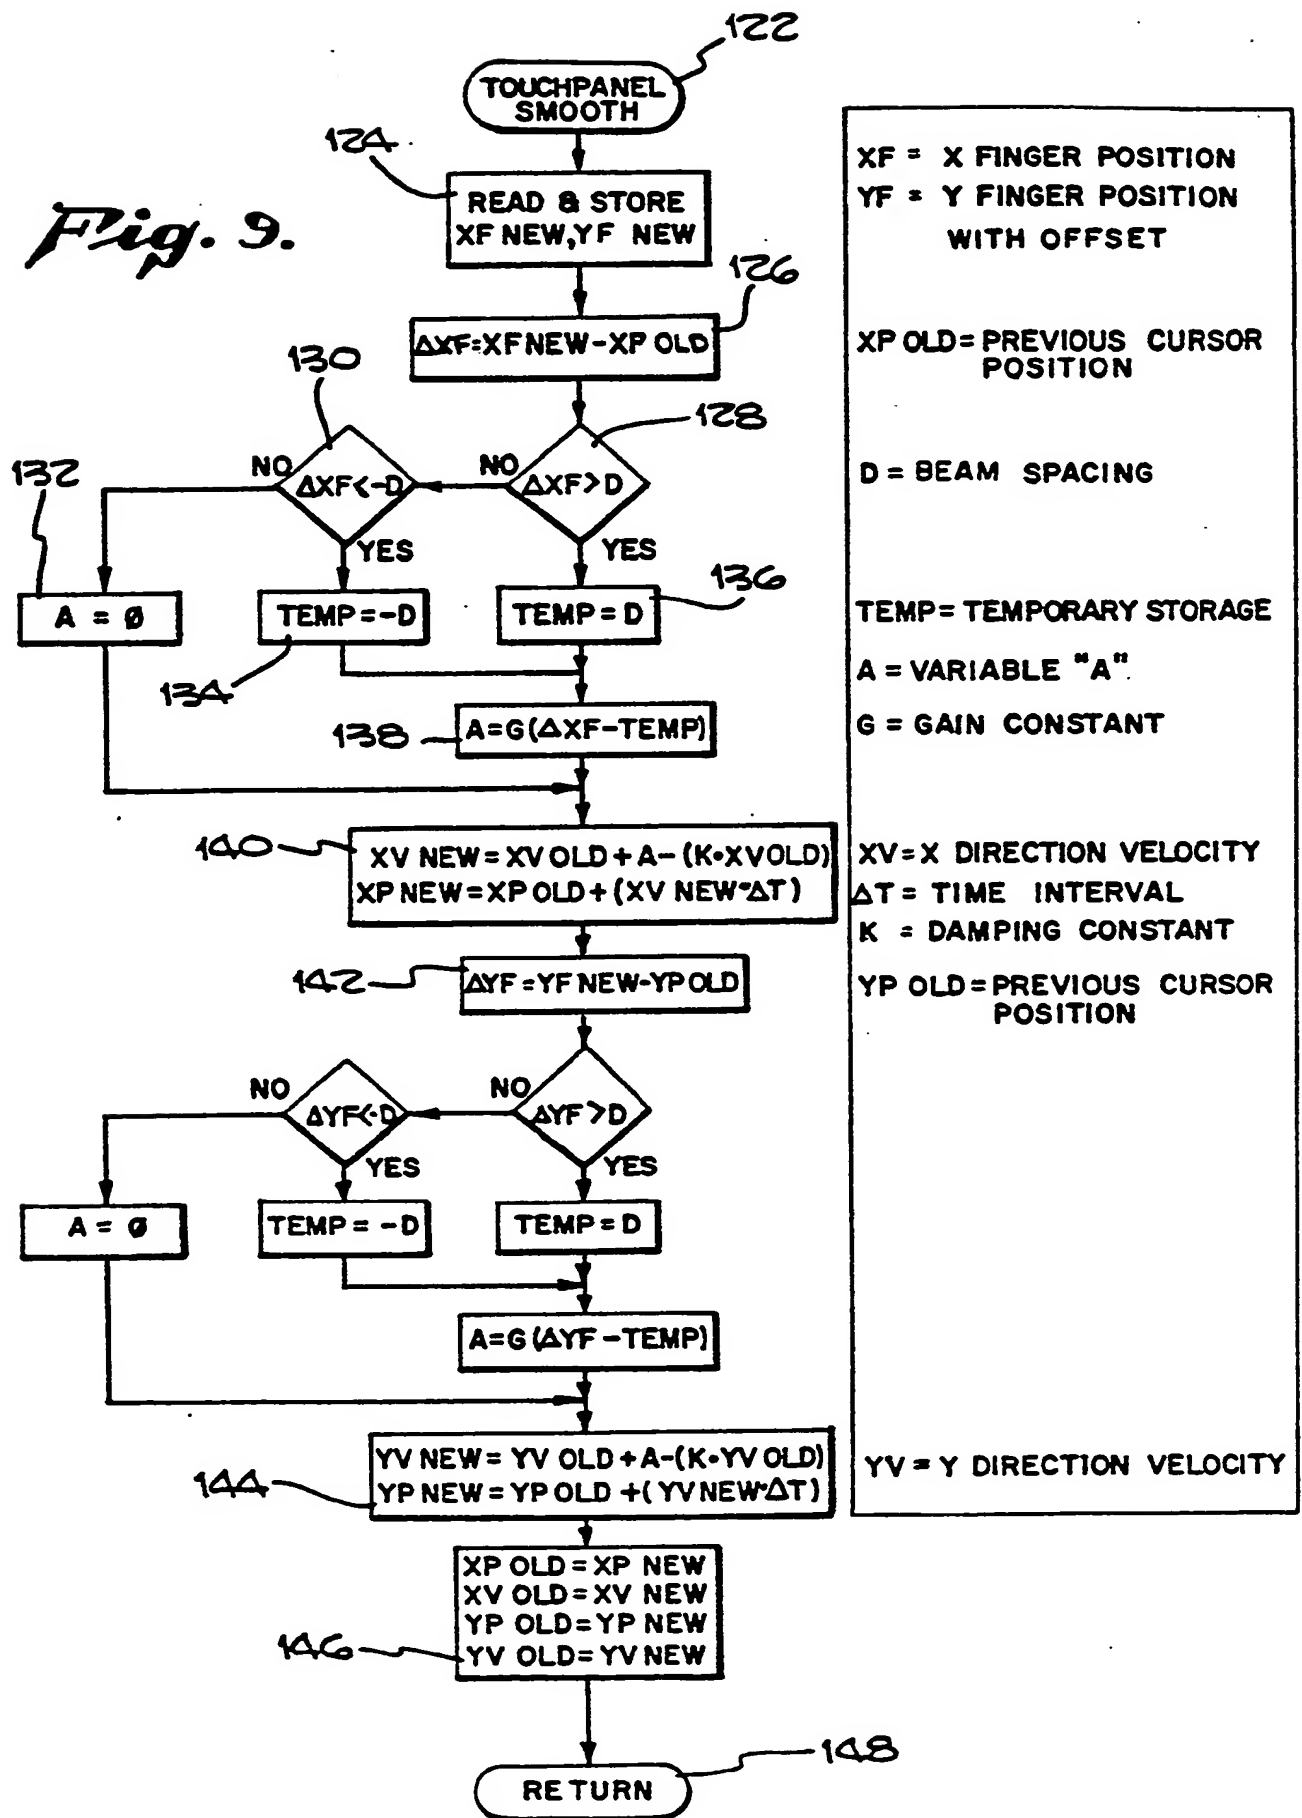 122
TOUCHPANEL
SMOOTH
124
READ & STORE
XF NEW, YF NEW
Fig. 9.
126
ΔXF=XF NEW-XP OLD
130
128
132
NO
ΔXF<-D
NO
ΔXF>D
YES
YES
136
A = Ø
TEMP=-D
TEMP = D
134
138
A=G(ΔXF-TEMP)
140
XV NEW=XV OLD+A-(K•XVOLD)
XP NEW=XP OLD+(XV NEW•ΔT)
142
ΔYF=YF NEW-YP OLD
NO
ΔYF<-D
NO
ΔYF>D
YES
YES
A = Ø
TEMP= -D
TEMP= D
A=G(ΔYF-TEMP)
144
YV NEW= YV OLD+A-(K•YV OLD)
YP NEW=YP OLD+(YV NEW•ΔT)
146
XP OLD=XP NEW
XV OLD=XV NEW
YP OLD=YP NEW
YV OLD=YV NEW
148
RETURN
XF = X FINGER POSITION
YF = Y FINGER POSITION
WITH OFFSET
XP OLD=PREVIOUS CURSOR
POSITION
D = BEAM SPACING
TEMP= TEMPORARY STORAGE
A = VARIABLE "A".
G = GAIN CONSTANT
XV=X DIRECTION VELOCITY
ΔT= TIME INTERVAL
K = DAMPING CONSTANT
YP OLD=PREVIOUS CURSOR
POSITION
YV = Y DIRECTION VELOCITY